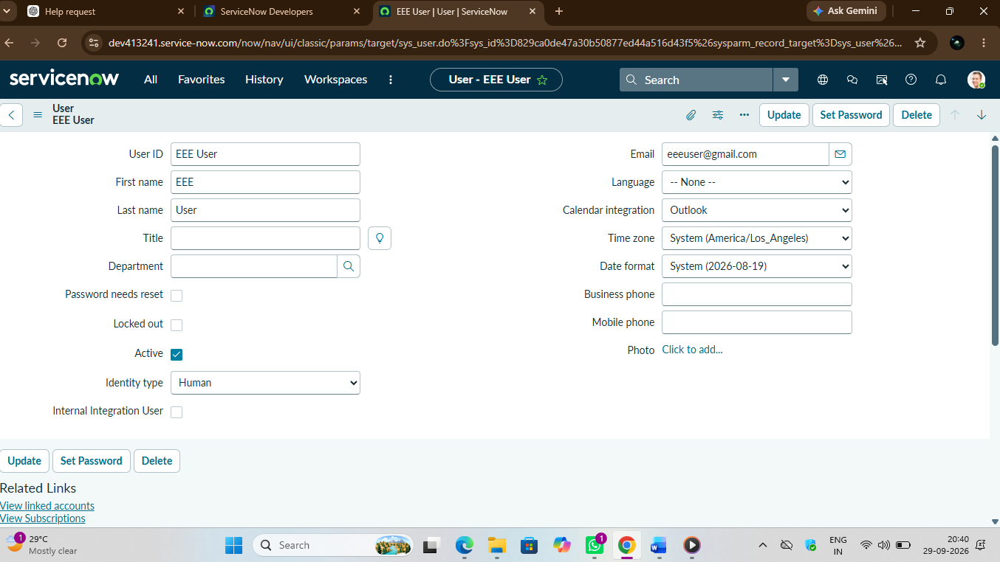 Help request
ServiceNow Developers
EEE User | User | ServiceNow
Ask Gemini
dev413241.service-now.com/now/nav/ui/classic/params/target/sys_user.do%3Fsys_id%3D829ca0de47a30b50877ed44a516d43f5%26sysparm_record_target%3Dsys_user%26...
servicenow
All
Favorites
History
Workspaces
User - EEE User
Search
User
EEE User
Update
Set Password
Delete
User ID
EEE User
First name
EEE
Last name
User
Title
Department
Password needs reset
Locked out
Active
Identity type
Human
Internal Integration User
Email
eeeuser@gmail.com
Language
-- None --
Calendar integration
Outlook
Time zone
System (America/Los_Angeles)
Date format
System (2026-08-19)
Business phone
Mobile phone
Photo
Click to add...
Update
Set Password
Delete
Related Links
View linked accounts
View Subscriptions
1
29°C
Mostly clear
Search
1
ENG
IN
20:40
29-09-2026